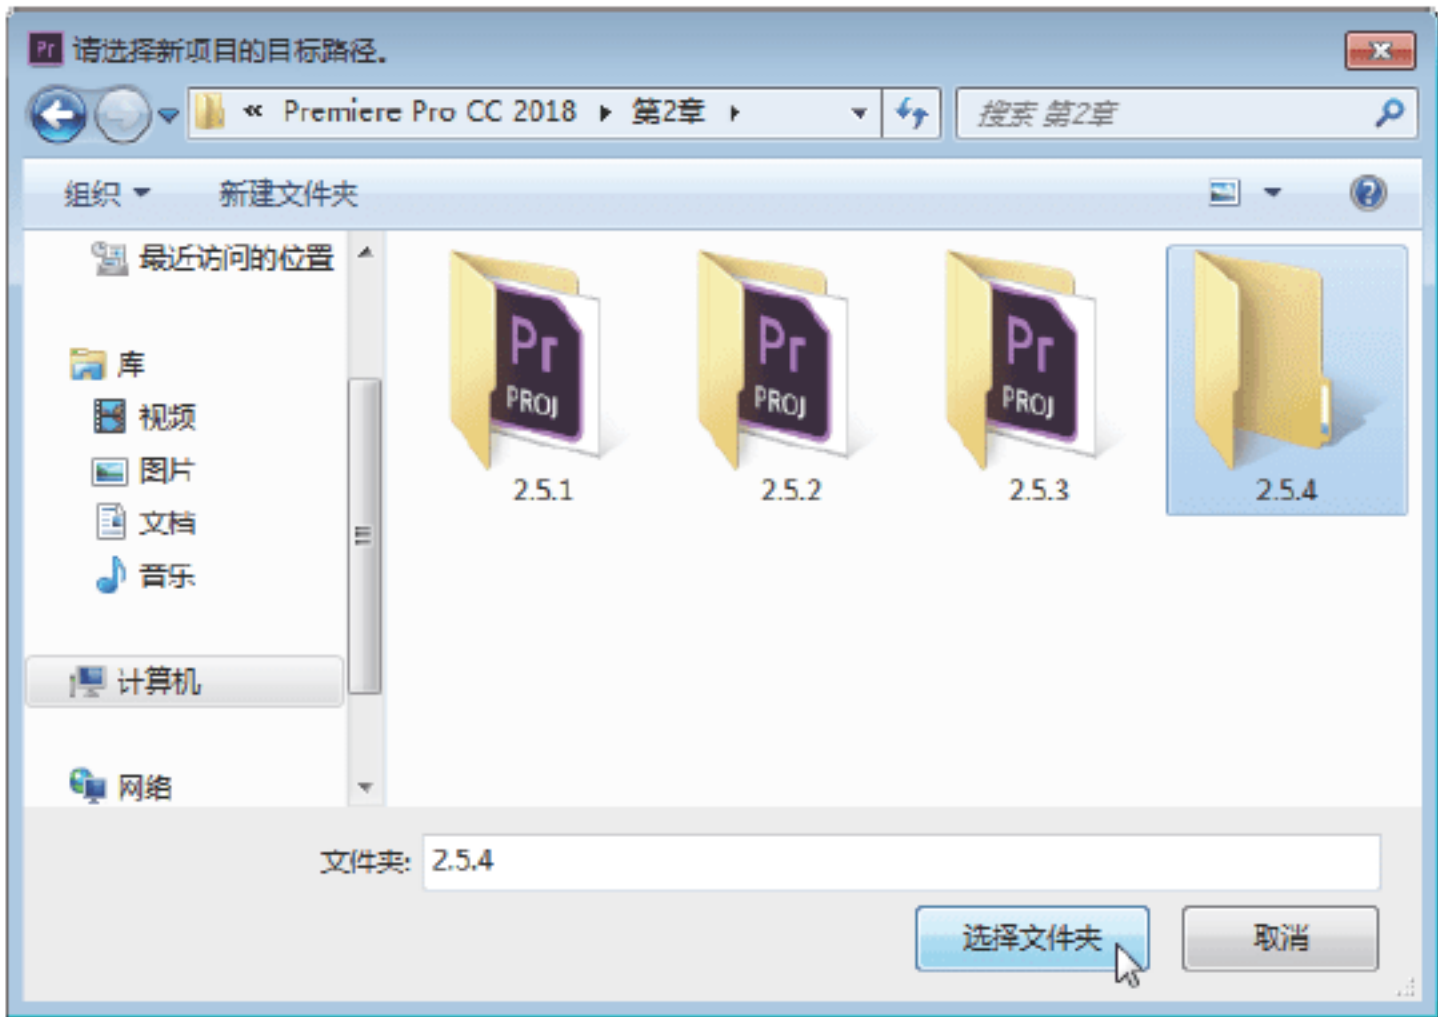 Pr 请选择新项目的目标路径。
« Premiere Pro CC 2018 ▸ 第2章 ▸
搜索 第2章
组织
新建文件夹
最近访问的位置
库
视频
图片
文档
音乐
计算机
网络
Pr PROJ
Pr PROJ
Pr PROJ
2.5.1
2.5.2
2.5.3
2.5.4
文件夹: 2.5.4
选择文件夹
取消